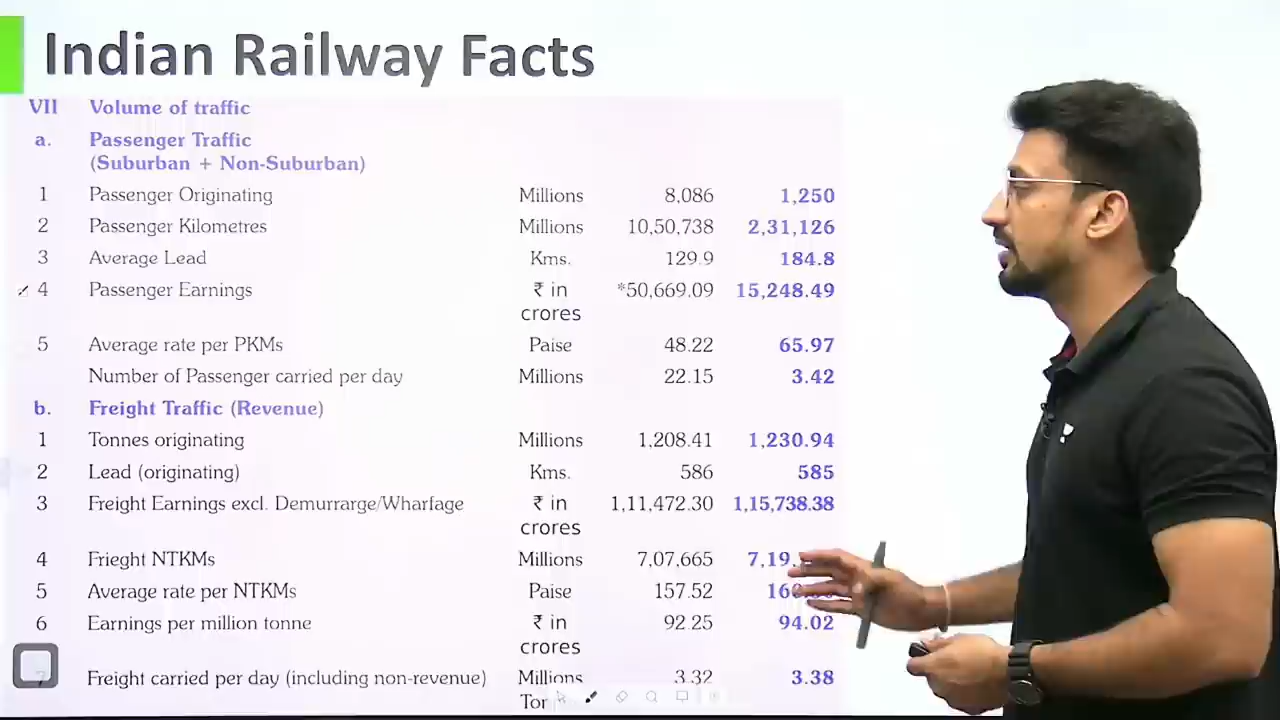 Indian Railway Facts
VII Volume of traffic
a. Passenger Traffic
(Suburban + Non-Suburban)
1 Passenger Originating Millions 8.086 1,250
2 Passenger Kilometres Millions 10,50,738 2,31,126
3 Average Lead Kms. 129.9 184.8
4 Passenger Earnings ₹ in *50,669.09 15,248.49
crores
5 Average rate per PKMs Paise 48.22 65.97
Number of Passenger carried per day Millions 22.15 3.42
b. Freight Traffic (Revenue)
1 Tonnes originating Millions 1,208.41 1,230.94
2 Lead (originating) Kms. 586 585
3 Freight Earnings excl. Demurrarge/Wharfage ₹ in 1,11,472.30 1,15,738.38
crores
4 Frieght NTKMs Millions 7,07,665 7,19,
5 Average rate per NTKMs Paise 157.52
6 Earnings per million tonne ₹ in 92.25 94.02
crores
Freight carried per day (including non-revenue) Millions 3.32 3.38